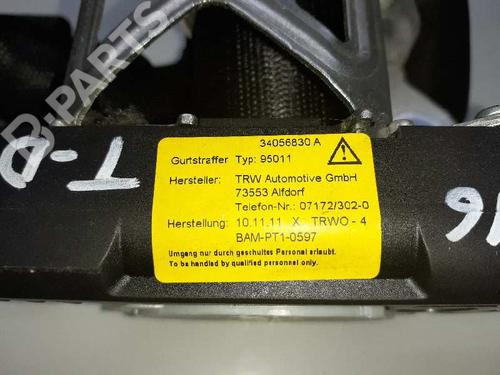 B-PARTS
34056830 A
Gurtstraffer Typ: 95011
Hersteller: TRW Automotive GmbH
73553 Alfdorf
Telefon-Nr.: 07172/302-0
Herstellung: 10.11.11 X TRWO - 4
BAM-PT1-0597
Umgang nur durch geschultes Personal erlauben.
To be handled by qualified personnel only.
T-D
16